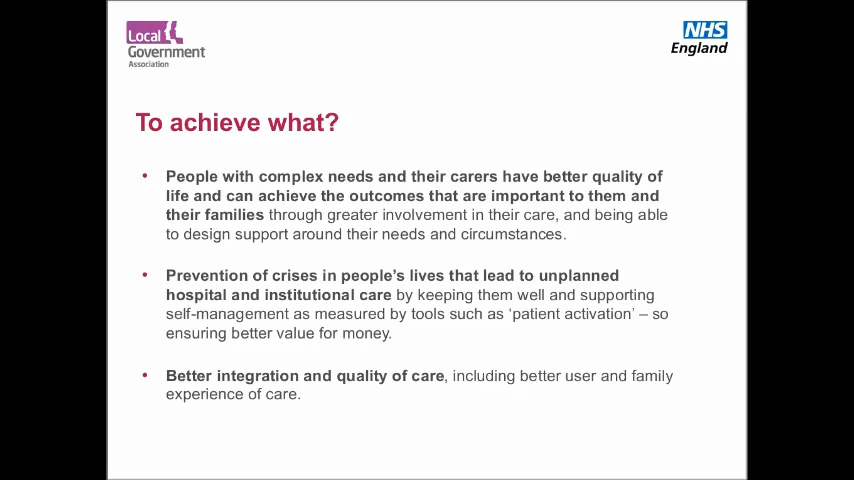 Local
Government
Association
NHS
England
To achieve what?
• People with complex needs and their carers have better quality of
life and can achieve the outcomes that are important to them and
their families through greater involvement in their care, and being able
to design support around their needs and circumstances.
• Prevention of crises in people’s lives that lead to unplanned
hospital and institutional care by keeping them well and supporting
self-management as measured by tools such as ‘patient activation’ – so
ensuring better value for money.
• Better integration and quality of care, including better user and family
experience of care.